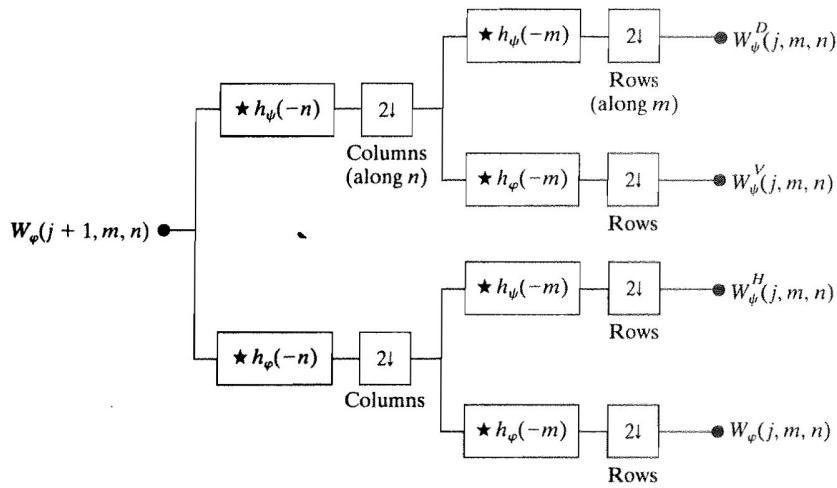 ★ h_ψ(−m)
2↓
W_ψ^D(j, m, n)
Rows
(along m)
★ h_ψ(−n)
2↓
Columns
(along n)
★ h_φ(−m)
2↓
W_ψ^V(j, m, n)
Rows
W_φ(j + 1, m, n)
★ h_ψ(−m)
2↓
W_ψ^H(j, m, n)
Rows
★ h_φ(−n)
2↓
Columns
★ h_φ(−m)
2↓
W_φ(j, m, n)
Rows